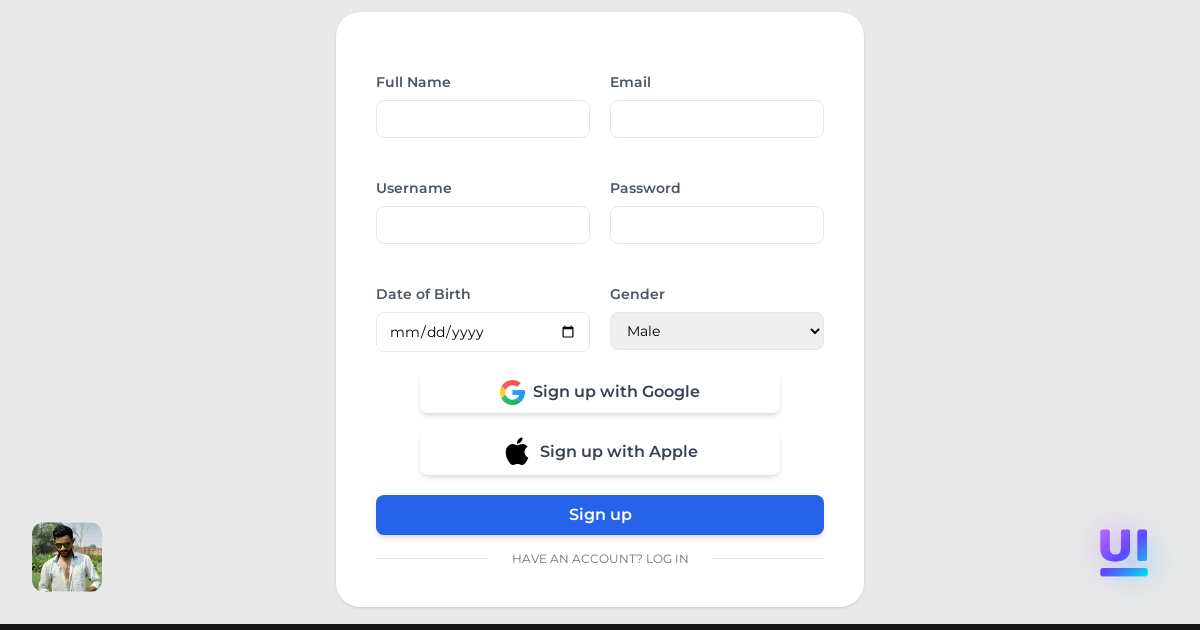 Full Name
Email
Username
Password
Date of Birth
Gender
mm/dd/yyyy
Male
Sign up with Google
Sign up with Apple
Sign up
HAVE AN ACCOUNT? LOG IN
UI